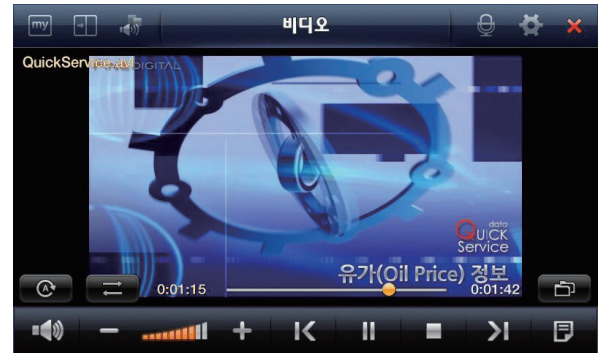 my
비디오
QuickService.avi
DIGITAL
data
QUICK
Service
유가(Oil Price) 정보
A
0:01:15
0:01:42